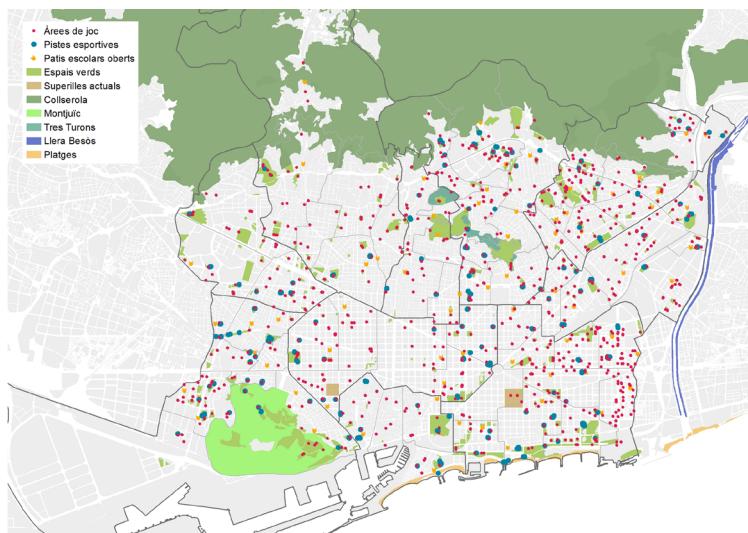 Àrees de joc
Pistes esportives
Patis escolars oberts
Espais verds
Superilles actuals
Collserola
Montjuïc
Tres Turons
Llera Besòs
Platges